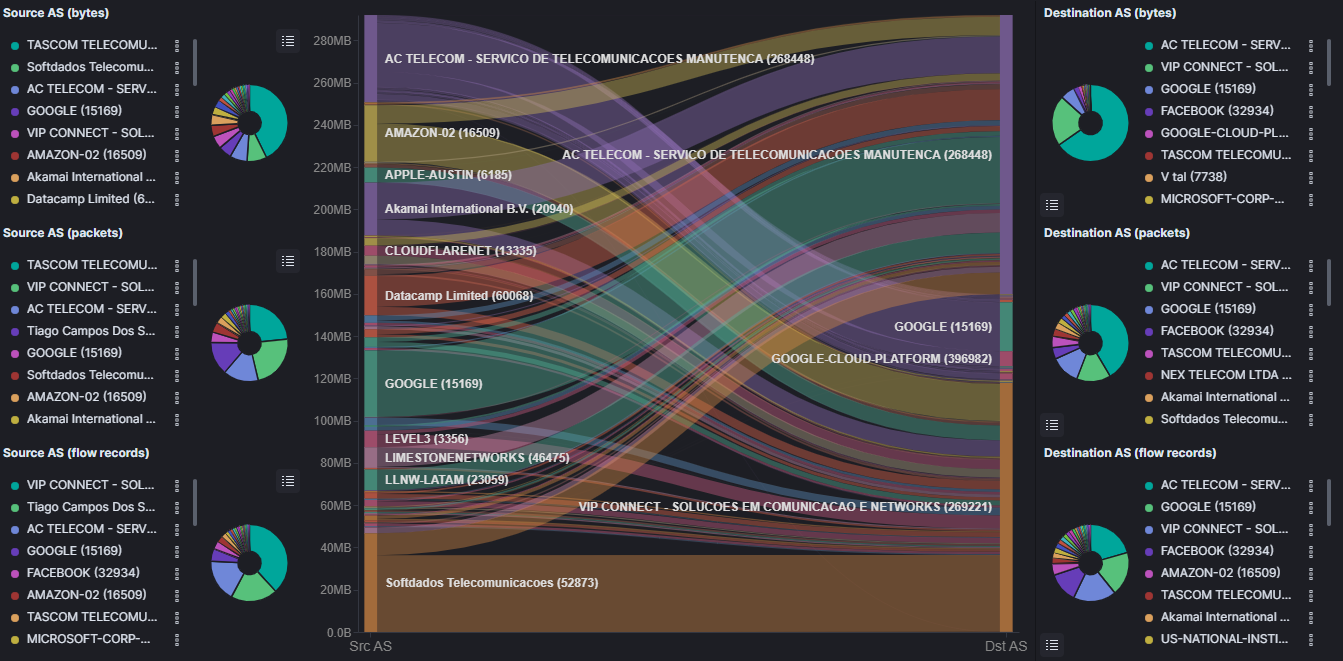 Source AS (bytes)
TASCOM TELECOMU...
Softdados Telecomu...
AC TELECOM - SERV...
GOOGLE (15169)
VIP CONNECT - SOL...
AMAZON-02 (16509)
Akamai International ...
Datacamp Limited (6...
Source AS (packets)
TASCOM TELECOMU...
VIP CONNECT - SOL...
AC TELECOM - SERV...
Tiago Campos Dos S...
GOOGLE (15169)
Softdados Telecomu...
AMAZON-02 (16509)
Akamai International ...
Source AS (flow records)
VIP CONNECT - SOL...
Tiago Campos Dos S...
AC TELECOM - SERV...
GOOGLE (15169)
FACEBOOK (32934)
AMAZON-02 (16509)
TASCOM TELECOMU...
MICROSOFT-CORP-...
280MB
260MB
240MB
220MB
200MB
180MB
160MB
140MB
120MB
100MB
80MB
60MB
40MB
20MB
0.0B
AC TELECOM - SERVICO DE TELECOMUNICACOES MANUTENCA (268448)
AMAZON-02 (16509)
AC TELECOM - SERVICO DE TELECOMUNICACOES MANUTENCA (268448)
APPLE-AUSTIN (6185)
Akamai International B.V. (20940)
CLOUDFLARENET (13335)
Datacamp Limited (60068)
GOOGLE (15169)
GOOGLE-CLOUD-PLATFORM (396982)
GOOGLE (15169)
LEVEL3 (3356)
LIMESTONENETWORKS (46475)
LLNW-LATAM (23059)
VIP CONNECT - SOLUCOES EM COMUNICACAO E NETWORKS (269221)
Softdados Telecomunicacoes (52873)
Src AS
Dst AS
Destination AS (bytes)
AC TELECOM - SERV...
VIP CONNECT - SOL...
GOOGLE (15169)
FACEBOOK (32934)
GOOGLE-CLOUD-PL...
TASCOM TELECOMU...
V tal (7738)
MICROSOFT-CORP-...
Destination AS (packets)
AC TELECOM - SERV...
VIP CONNECT - SOL...
GOOGLE (15169)
FACEBOOK (32934)
TASCOM TELECOMU...
NEX TELECOM LTDA ...
Akamai International ...
Softdados Telecomu...
Destination AS (flow records)
AC TELECOM - SERV...
GOOGLE (15169)
VIP CONNECT - SOL...
FACEBOOK (32934)
AMAZON-02 (16509)
TASCOM TELECOMU...
Akamai International ...
US-NATIONAL-INSTI...